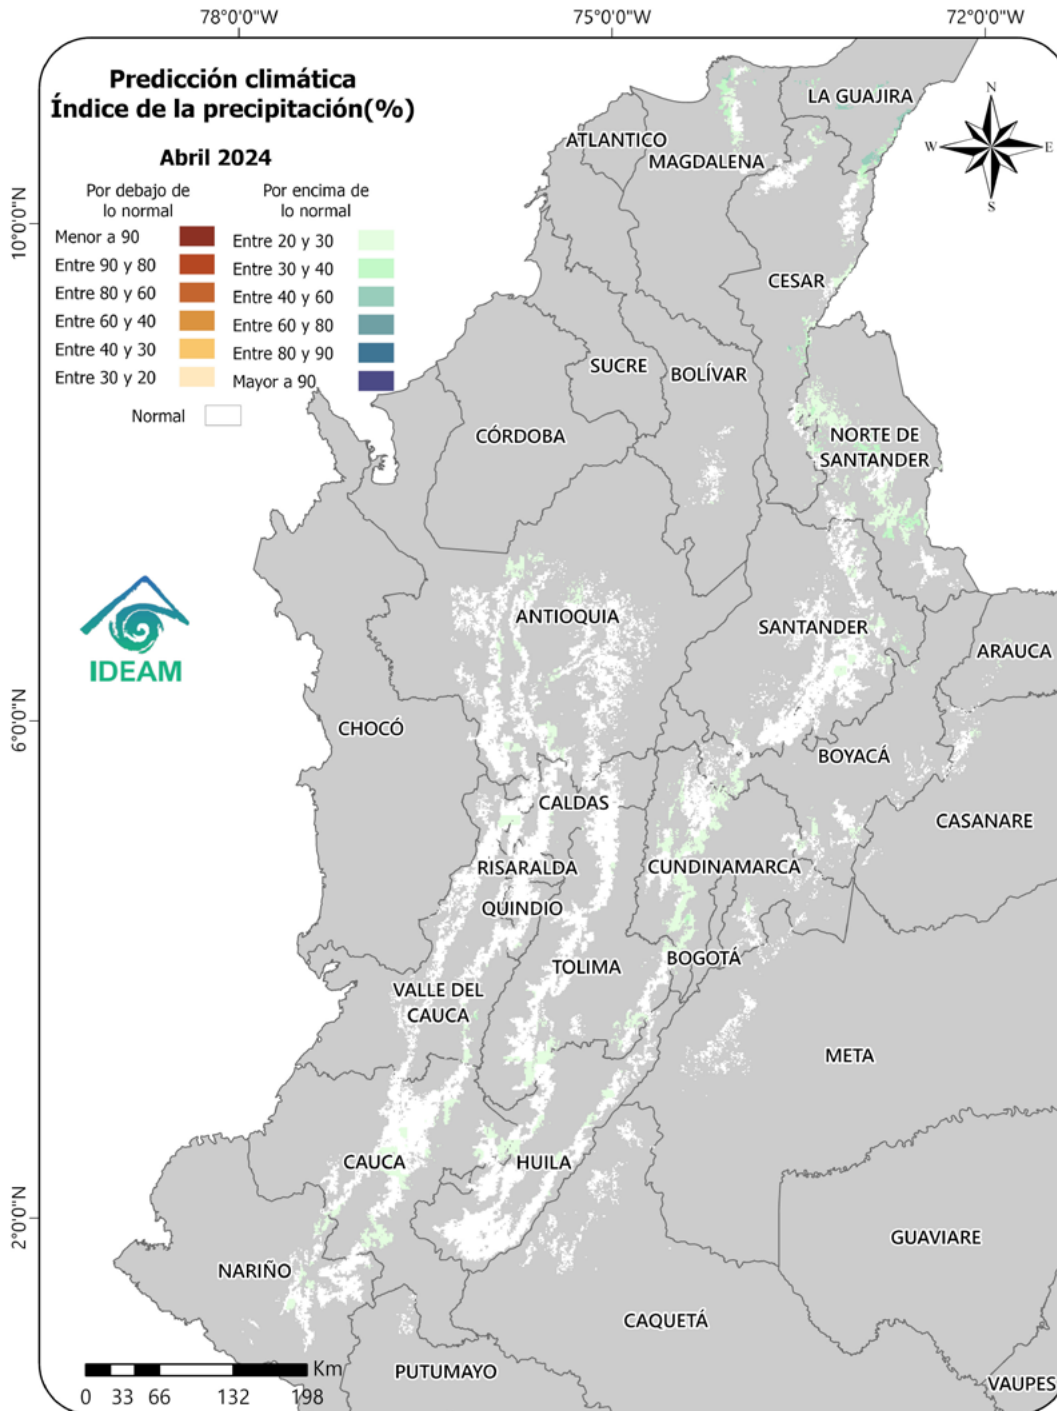 78°0'0"W
75°0'0"W
72°0'0"W
Predicción climática
Índice de la precipitación(%)
Abril 2024
Por debajo de
lo normal
Menor a 90
Entre 90 y 80
Entre 80 y 60
Entre 60 y 40
Entre 40 y 30
Entre 30 y 20
Por encima de
lo normal
Entre 20 y 30
Entre 30 y 40
Entre 40 y 60
Entre 60 y 80
Entre 80 y 90
Mayor a 90
Normal
N
W
E
S
10°0'0"N
6°0'0"N
2°0'0"N
LA GUAJIRA
ATLANTICO
MAGDALENA
CESAR
SUCRE
BOLÍVAR
CÓRDOBA
NORTE DE
SANTANDER
ANTIOQUIA
SANTANDER
ARAUCA
IDEAM
CHOCÓ
BOYACÁ
CALDAS
CASANARE
RISARALDA
CUNDINAMARCA
QUINDIO
BOGOTÁ
TOLIMA
VALLE DEL
CAUCA
META
CAUCA
HUILA
GUAVIARE
NARIÑO
CAQUETÁ
PUTUMAYO
VAUPES
Km
0 33 66 132 198